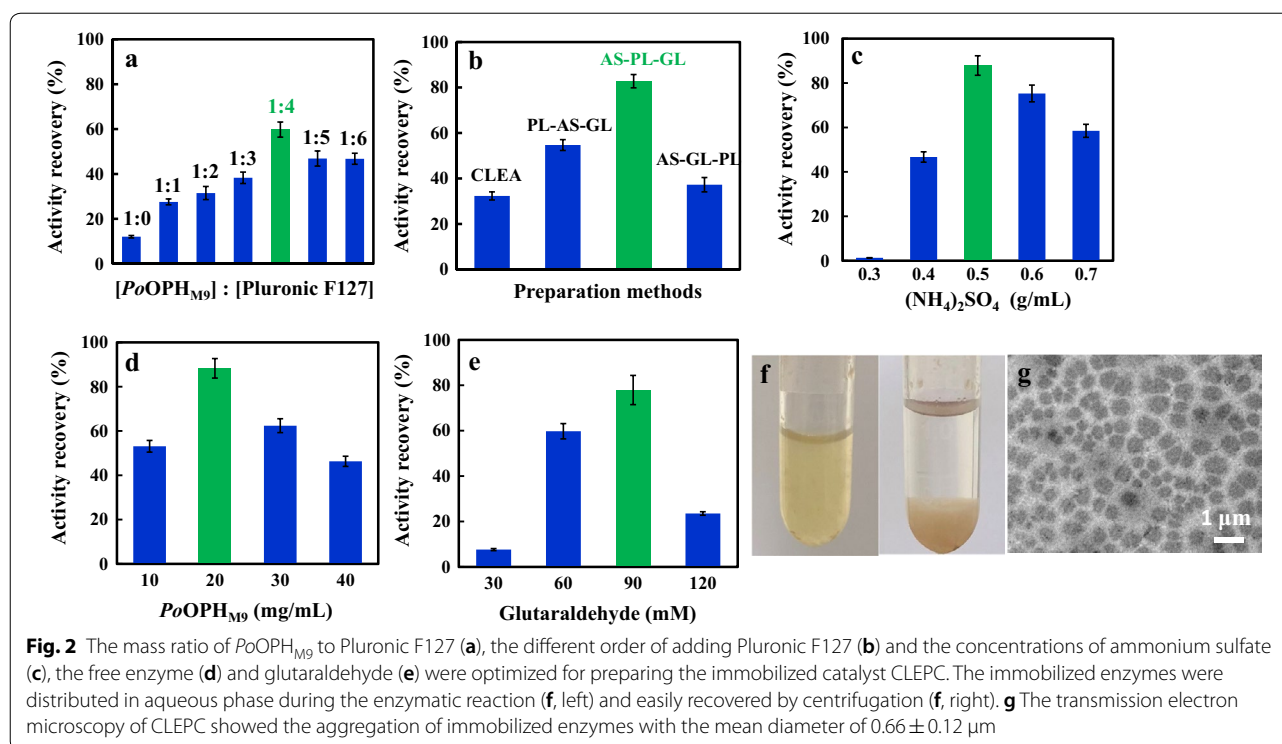 a
Activity recovery (%)
100
80
60
40
20
0
1:0
1:1
1:2
1:3
1:4
1:5
1:6
[PoOPH_M9] : [Pluronic F127]
b
Activity recovery (%)
100
80
60
40
20
0
CLEA
PL-AS-GL
AS-PL-GL
AS-GL-PL
Preparation methods
c
Activity recovery (%)
100
80
60
40
20
0
0.3 0.4 0.5 0.6 0.7
(NH₄)₂SO₄ (g/mL)
d
Activity recovery (%)
100
80
60
40
20
0
10 20 30 40
PoOPH_M9 (mg/mL)
e
Activity recovery (%)
100
80
60
40
20
0
30 60 90 120
Glutaraldehyde (mM)
f
g
1 μm
Fig. 2 The mass ratio of PoOPH_M9 to Pluronic F127 (a), the different order of adding Pluronic F127 (b) and the concentrations of ammonium sulfate
(c), the free enzyme (d) and glutaraldehyde (e) were optimized for preparing the immobilized catalyst CLEPC. The immobilized enzymes were
distributed in aqueous phase during the enzymatic reaction (f, left) and easily recovered by centrifugation (f, right). g The transmission electron
microscopy of CLEPC showed the aggregation of immobilized enzymes with the mean diameter of 0.66 ± 0.12 μm